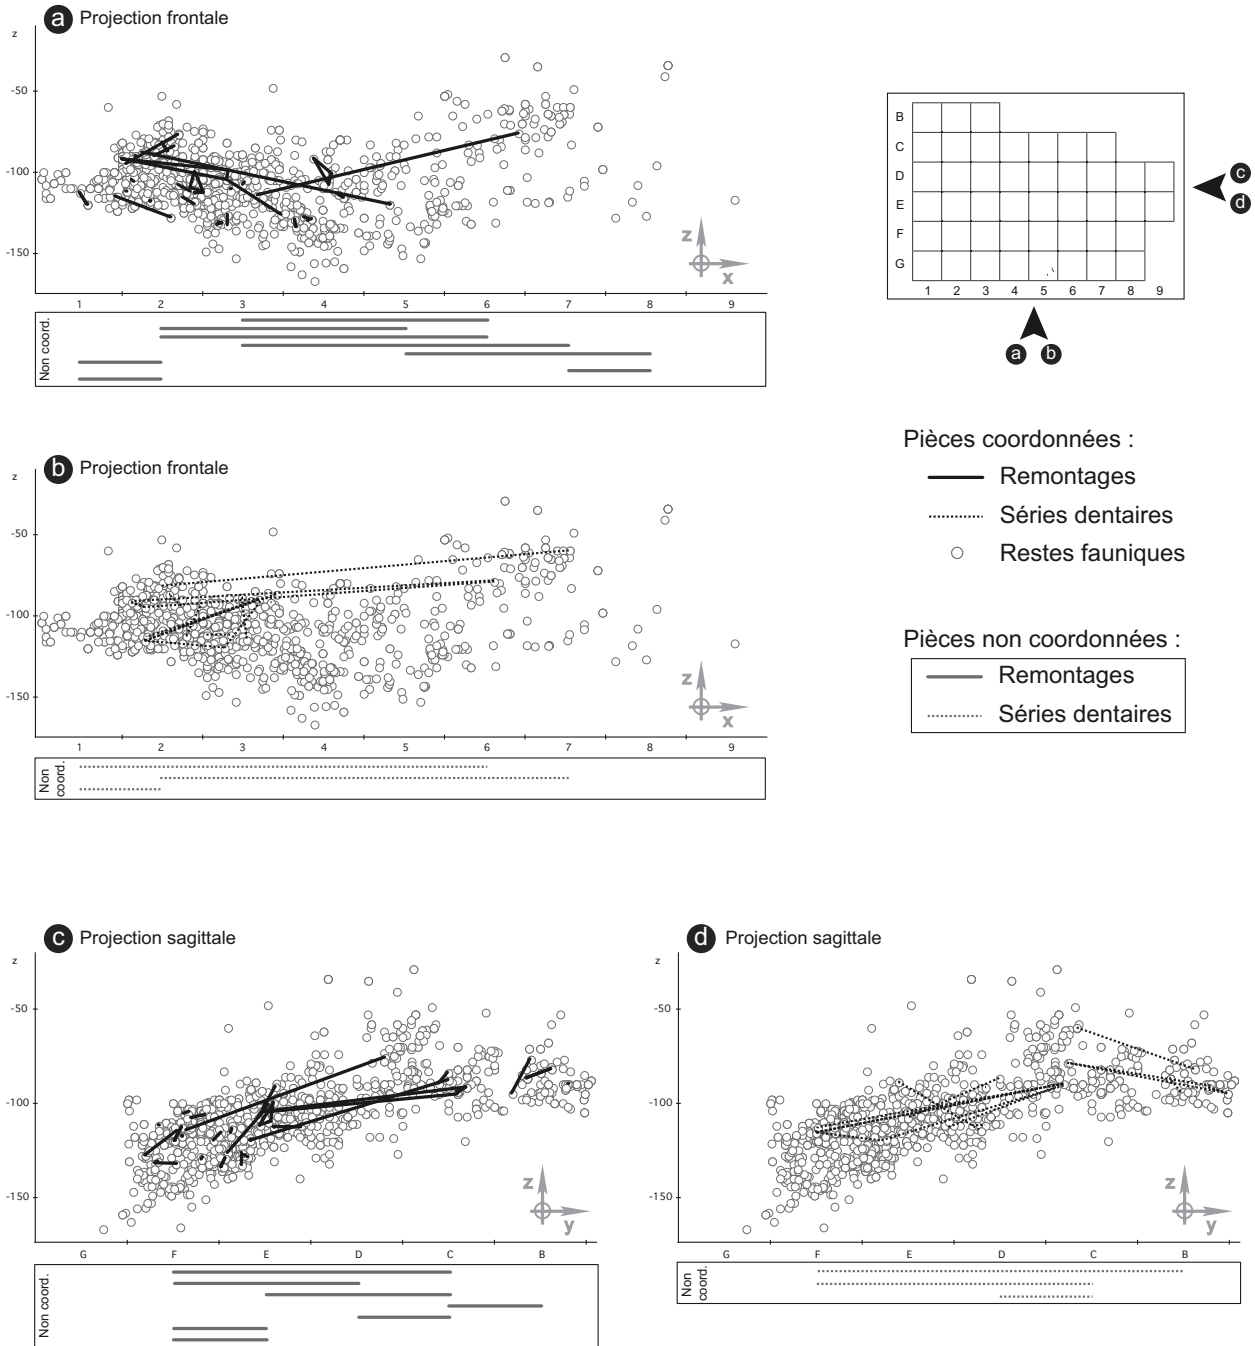 a Projection frontale
z
-50
-100
-150
z
x
1 2 3 4 5 6 7 8 9
Non coord.
B
C
D
E
F
G
1 2 3 4 5 6 7 8 9
c
d
a b
b Projection frontale
z
-50
-100
-150
z
x
1 2 3 4 5 6 7 8 9
Non
coord.
Pièces coordonnées :
Remontages
Séries dentaires
Restes fauniques
Pièces non coordonnées :
Remontages
Séries dentaires
c Projection sagittale
z
-50
-100
-150
z
y
G F E D C B
Non coord.
d Projection sagittale
z
-50
-100
-150
z
y
G F E D C B
Non
coord.